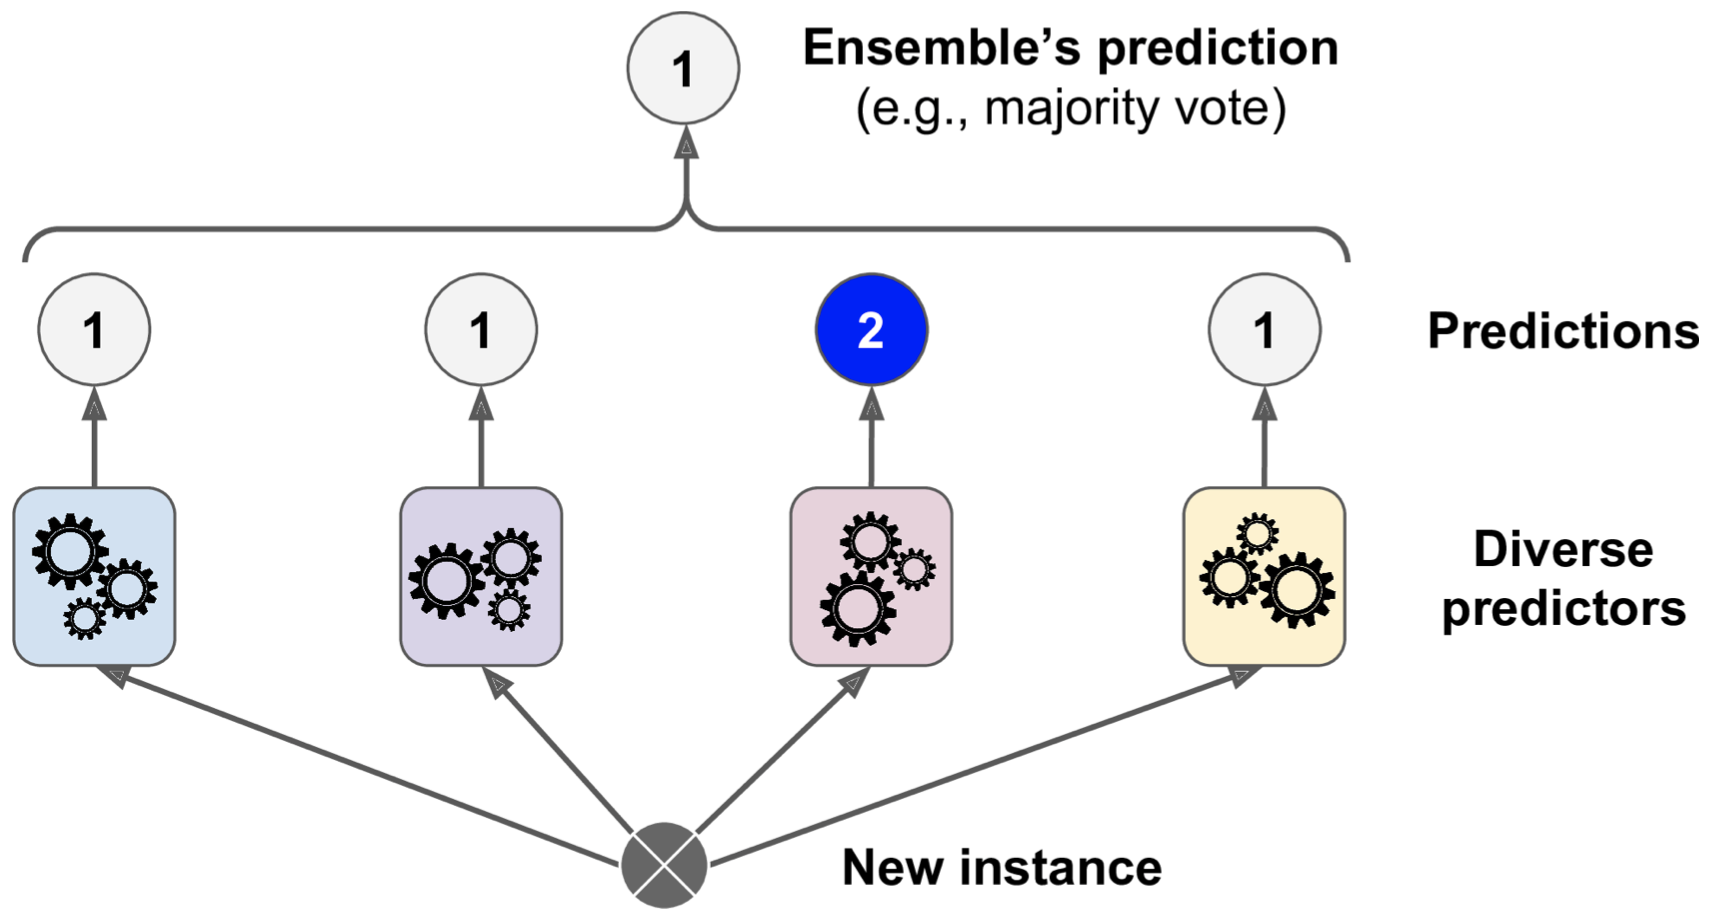 1
Ensemble’s prediction
(e.g., majority vote)
1
1
2
1
Predictions
Diverse
predictors
New instance